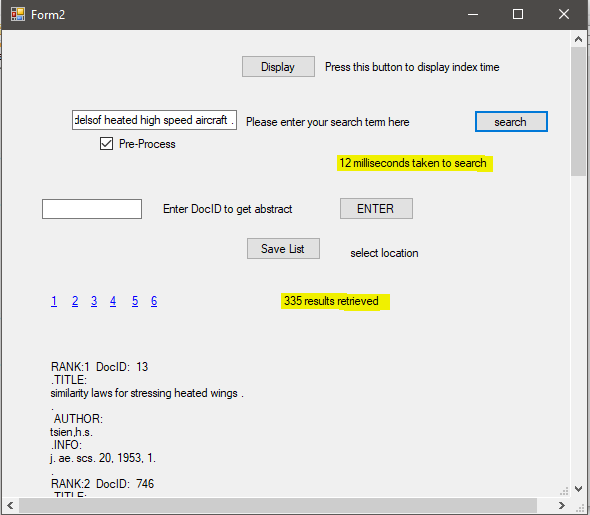 Form2
Display Press this button to display index time
delsof heated high speed aircraft . Please enter your search term here search
Pre-Process
12 milliseconds taken to search
Enter DocID to get abstract ENTER
Save List select location
1 2 3 4 5 6 335 results retrieved
RANK:1 DocID: 13
.TITLE:
similarity laws for stressing heated wings .
.
AUTHOR:
tsien,h.s.
.INFO:
j. ae. scs. 20, 1953, 1.
.
RANK:2 DocID: 746
.TITLE: